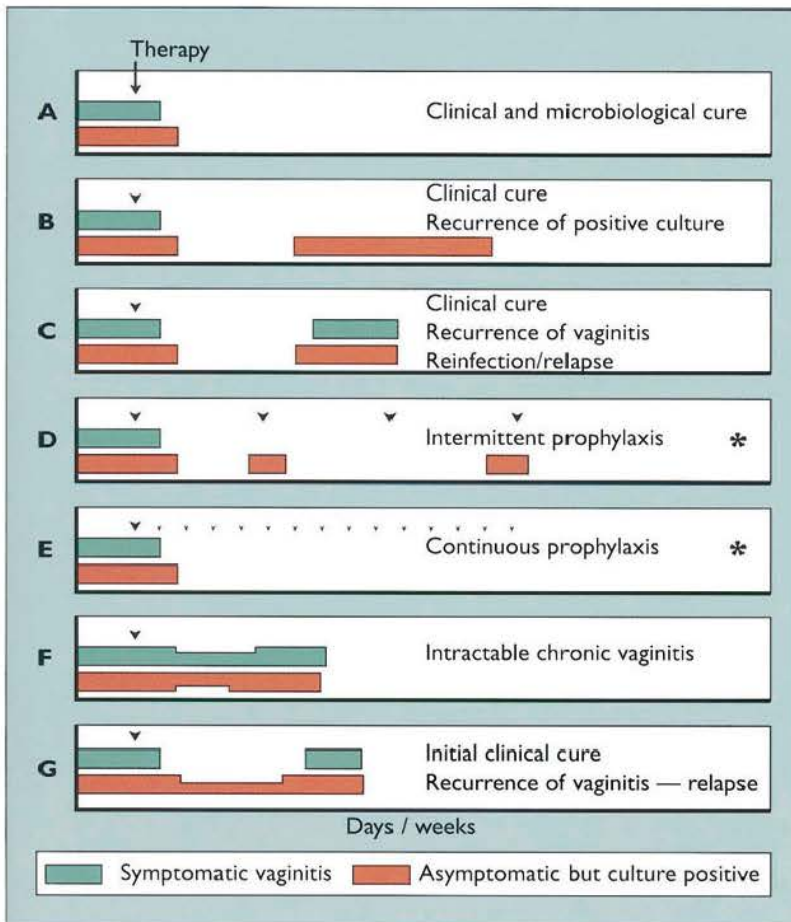 Therapy
A
Clinical and microbiological cure
B
Clinical cure
Recurrence of positive culture
C
Clinical cure
Recurrence of vaginitis
Reinfection/relapse
D
Intermittent prophylaxis *
E
Continuous prophylaxis *
F
Intractable chronic vaginitis
G
Initial clinical cure
Recurrence of vaginitis — relapse
Days / weeks
Symptomatic vaginitis Asymptomatic but culture positive